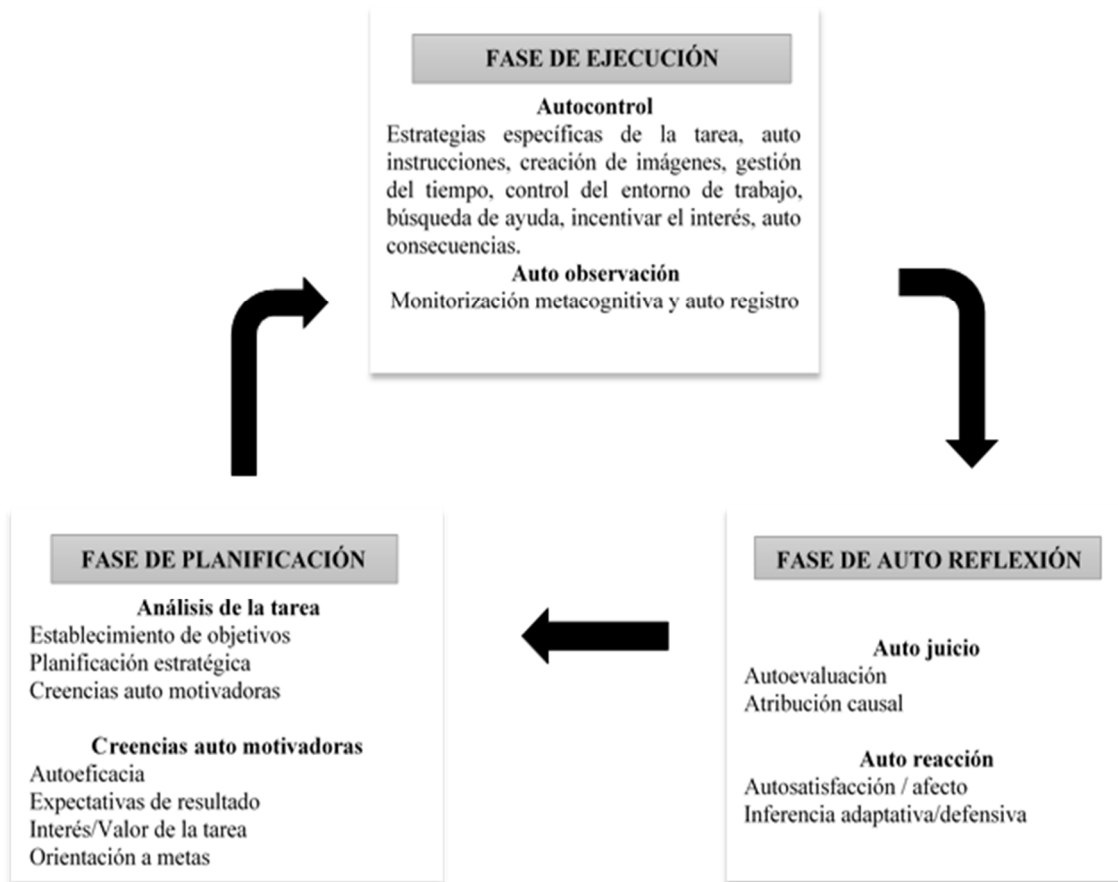 FASE DE EJECUCIÓN
Autocontrol
Estrategias específicas de la tarea, auto
instrucciones, creación de imágenes, gestión
del tiempo, control del entorno de trabajo,
búsqueda de ayuda, incentivar el interés, auto
consecuencias.
Auto observación
Monitorización metacognitiva y auto registro
FASE DE PLANIFICACIÓN
Análisis de la tarea
Establecimiento de objetivos
Planificación estratégica
Creencias auto motivadoras
Creencias auto motivadoras
Autoeficacia
Expectativas de resultado
Interés/Valor de la tarea
Orientación a metas
FASE DE AUTO REFLEXIÓN
Auto juicio
Autoevaluación
Atribución causal
Auto reacción
Autosatisfacción / afecto
Inferencia adaptativa/defensiva